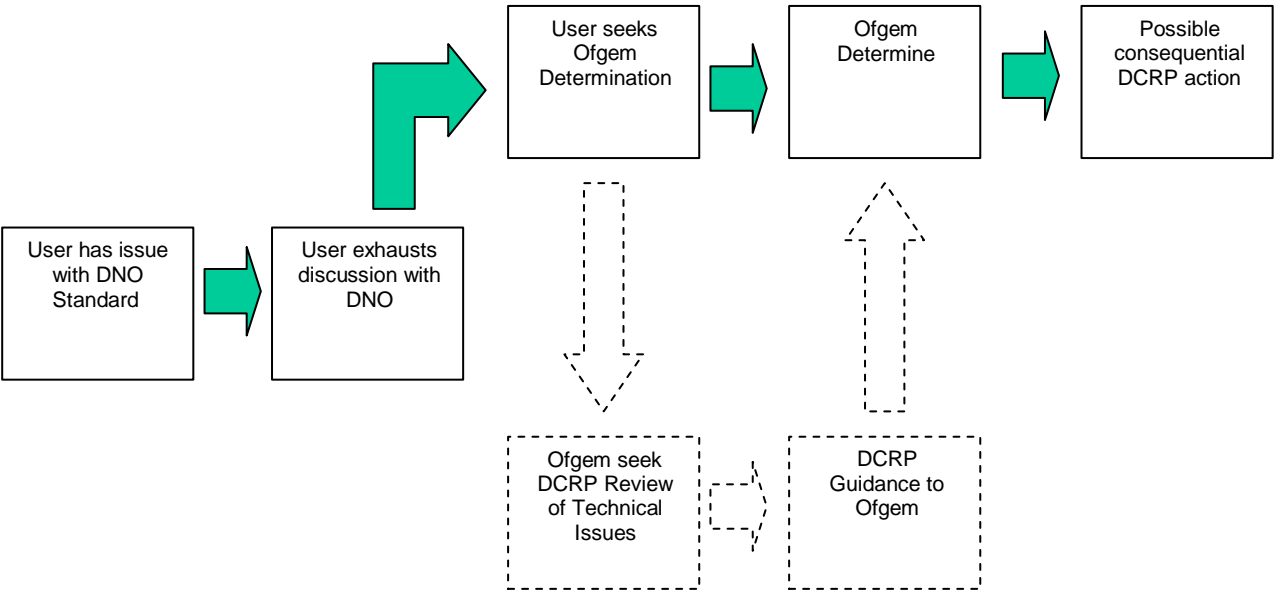 User has issue
with DNO
Standard
User exhausts
discussion with
DNO
User seeks
Ofgem
Determination
Ofgem
Determine
Possible
consequential
DCRP action
Ofgem seek
DCRP Review
of Technical
Issues
DCRP
Guidance to
Ofgem